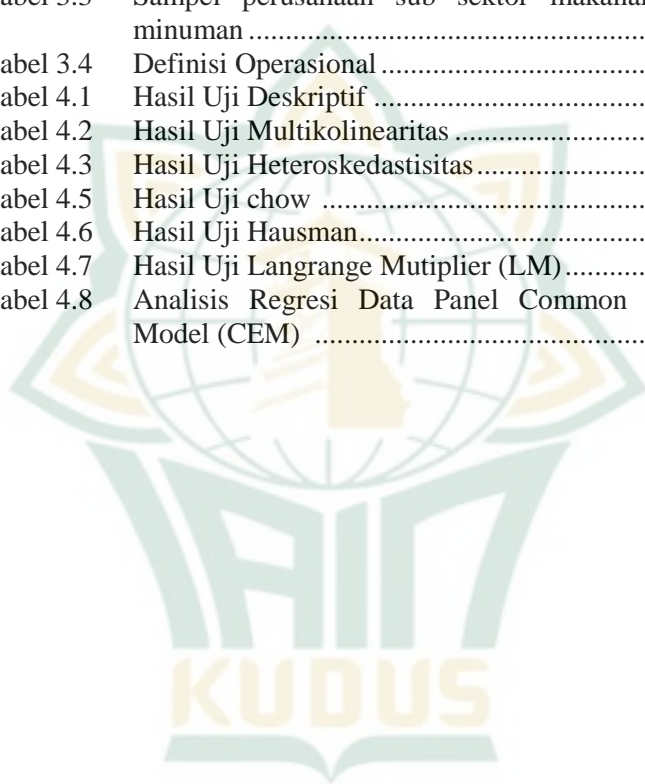 abel 3.3 Sampel perusahaan sub sektor makanan
minuman ..........................................................
abel 3.4 Definisi Operasional ..........................................
abel 4.1 Hasil Uji Deskriptif ...........................................
abel 4.2 Hasil Uji Multikolinearitas ................................
abel 4.3 Hasil Uji Heteroskedastisitas .............................
abel 4.5 Hasil Uji chow ................................................
abel 4.6 Hasil Uji Hausman ............................................
abel 4.7 Hasil Uji Langrange Mutiplier (LM) .................
abel 4.8 Analisis Regresi Data Panel Common
Model (CEM) ................................................
IAIN
KUDUS